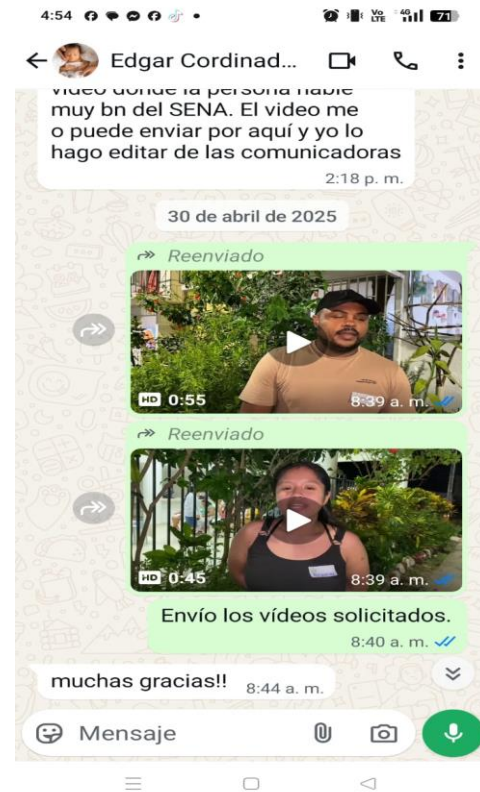 4:54
Vo
LTE
4G
71
Edgar Cordinad...
video donde la persona hable
muy bn del SENA. El video me
o puede enviar por aquí y yo lo
hago editar de las comunicadoras
2:18 p. m.
30 de abril de 2025
Reenviado
HD 0:55
8:39 a. m.
Reenviado
HD 0:45
8:39 a. m.
Envío los vídeos solicitados.
8:40 a. m.
muchas gracias!!
8:44 a. m.
Mensaje